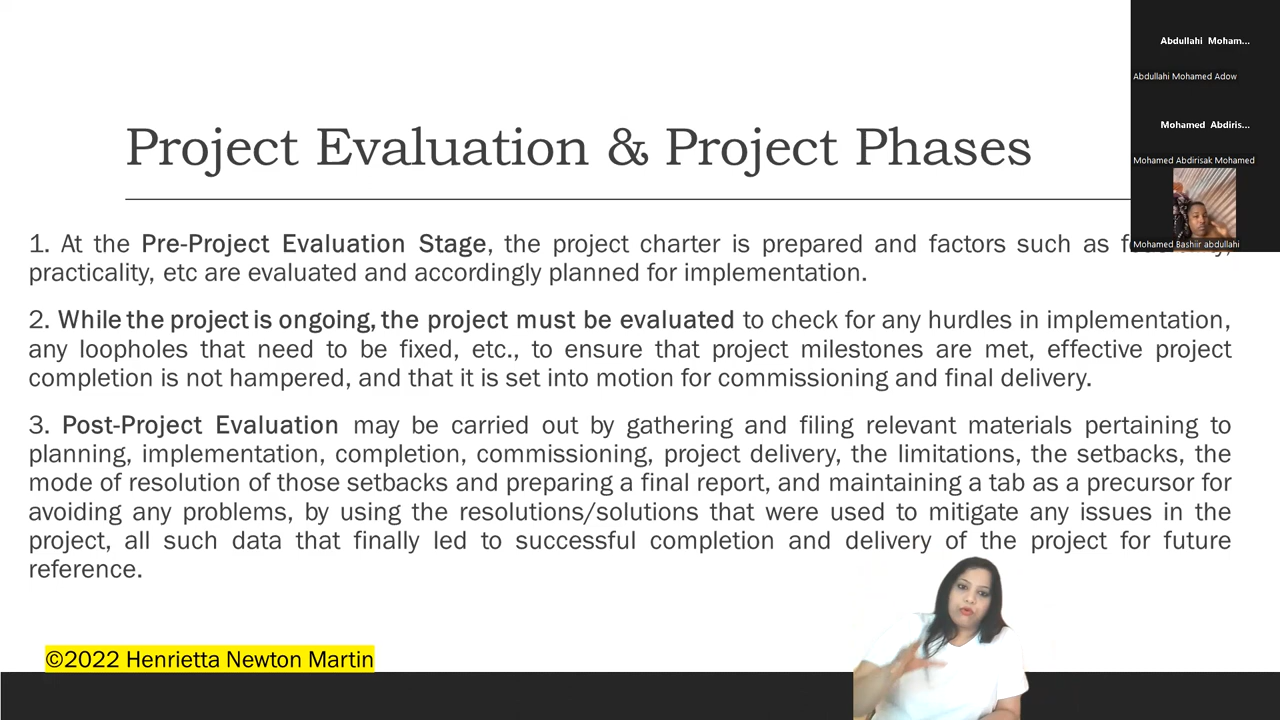 Abdullahi Moham...
Abdullahi Mohamed Adow
Mohamed Abdiris...
Mohamed Abdirisak Mohamed
Mohamed Bashiir abdullahi
Project Evaluation & Project Phases
1. At the Pre-Project Evaluation Stage, the project charter is prepared and factors such as
practicality, etc are evaluated and accordingly planned for implementation.
2. While the project is ongoing, the project must be evaluated to check for any hurdles in implementation,
any loopholes that need to be fixed, etc., to ensure that project milestones are met, effective project
completion is not hampered, and that it is set into motion for commissioning and final delivery.
3. Post-Project Evaluation may be carried out by gathering and filing relevant materials pertaining to
planning, implementation, completion, commissioning, project delivery, the limitations, the setbacks, the
mode of resolution of those setbacks and preparing a final report, and maintaining a tab as a precursor for
avoiding any problems, by using the resolutions/solutions that were used to mitigate any issues in the
project, all such data that finally led to successful completion and delivery of the project for future
reference.
©2022 Henrietta Newton Martin